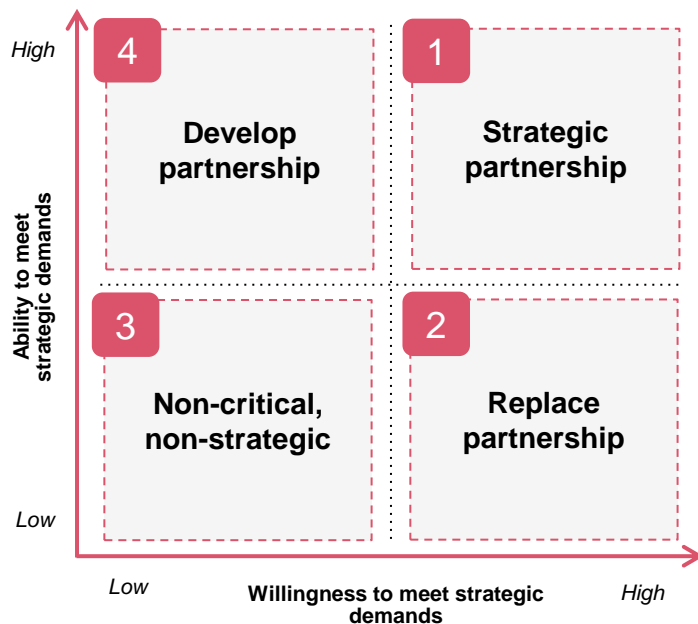 High
4
Develop
partnership
1
Strategic
partnership
Ability to meet
strategic demands
3
Non-critical,
non-strategic
2
Replace
partnership
Low
Low
Willingness to meet strategic
demands
High